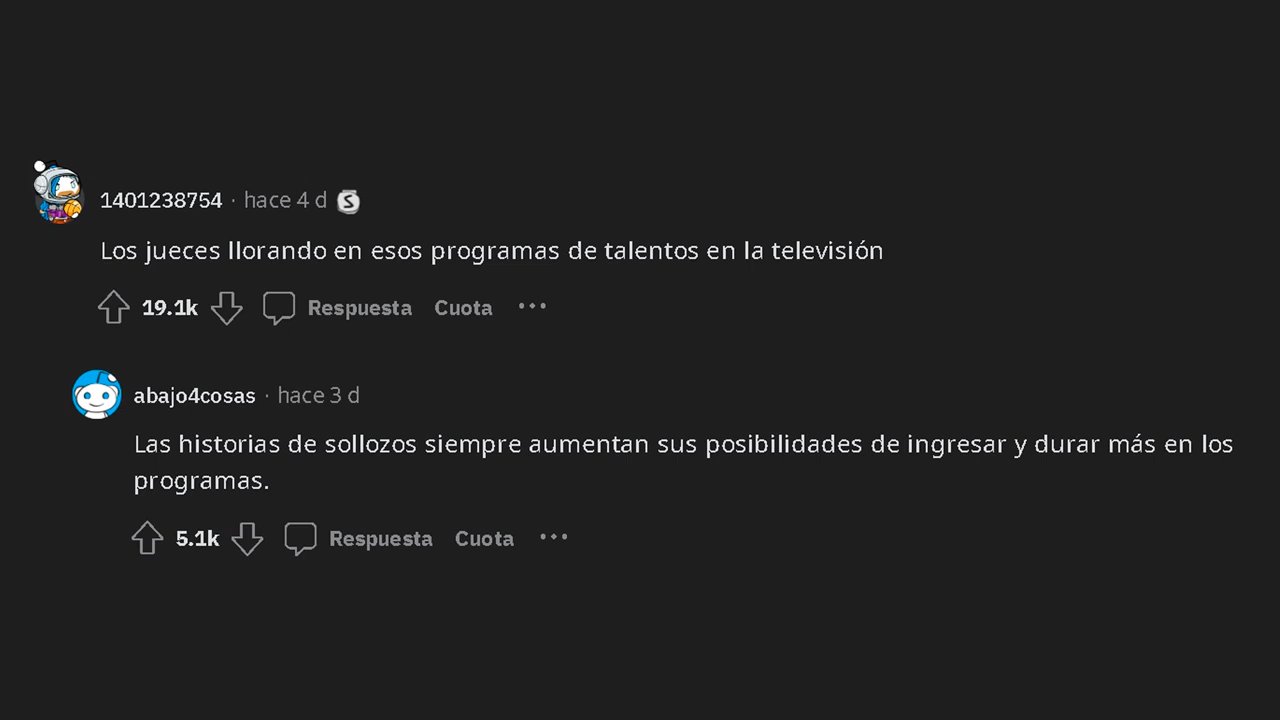 1401238754 · hace 4 d S
Los jueces llorando en esos programas de talentos en la televisión
19.1k Respuesta Cuota ···
abajo4cosas · hace 3 d
Las historias de sollozos siempre aumentan sus posibilidades de ingresar y durar más en los
programas.
5.1k Respuesta Cuota ···